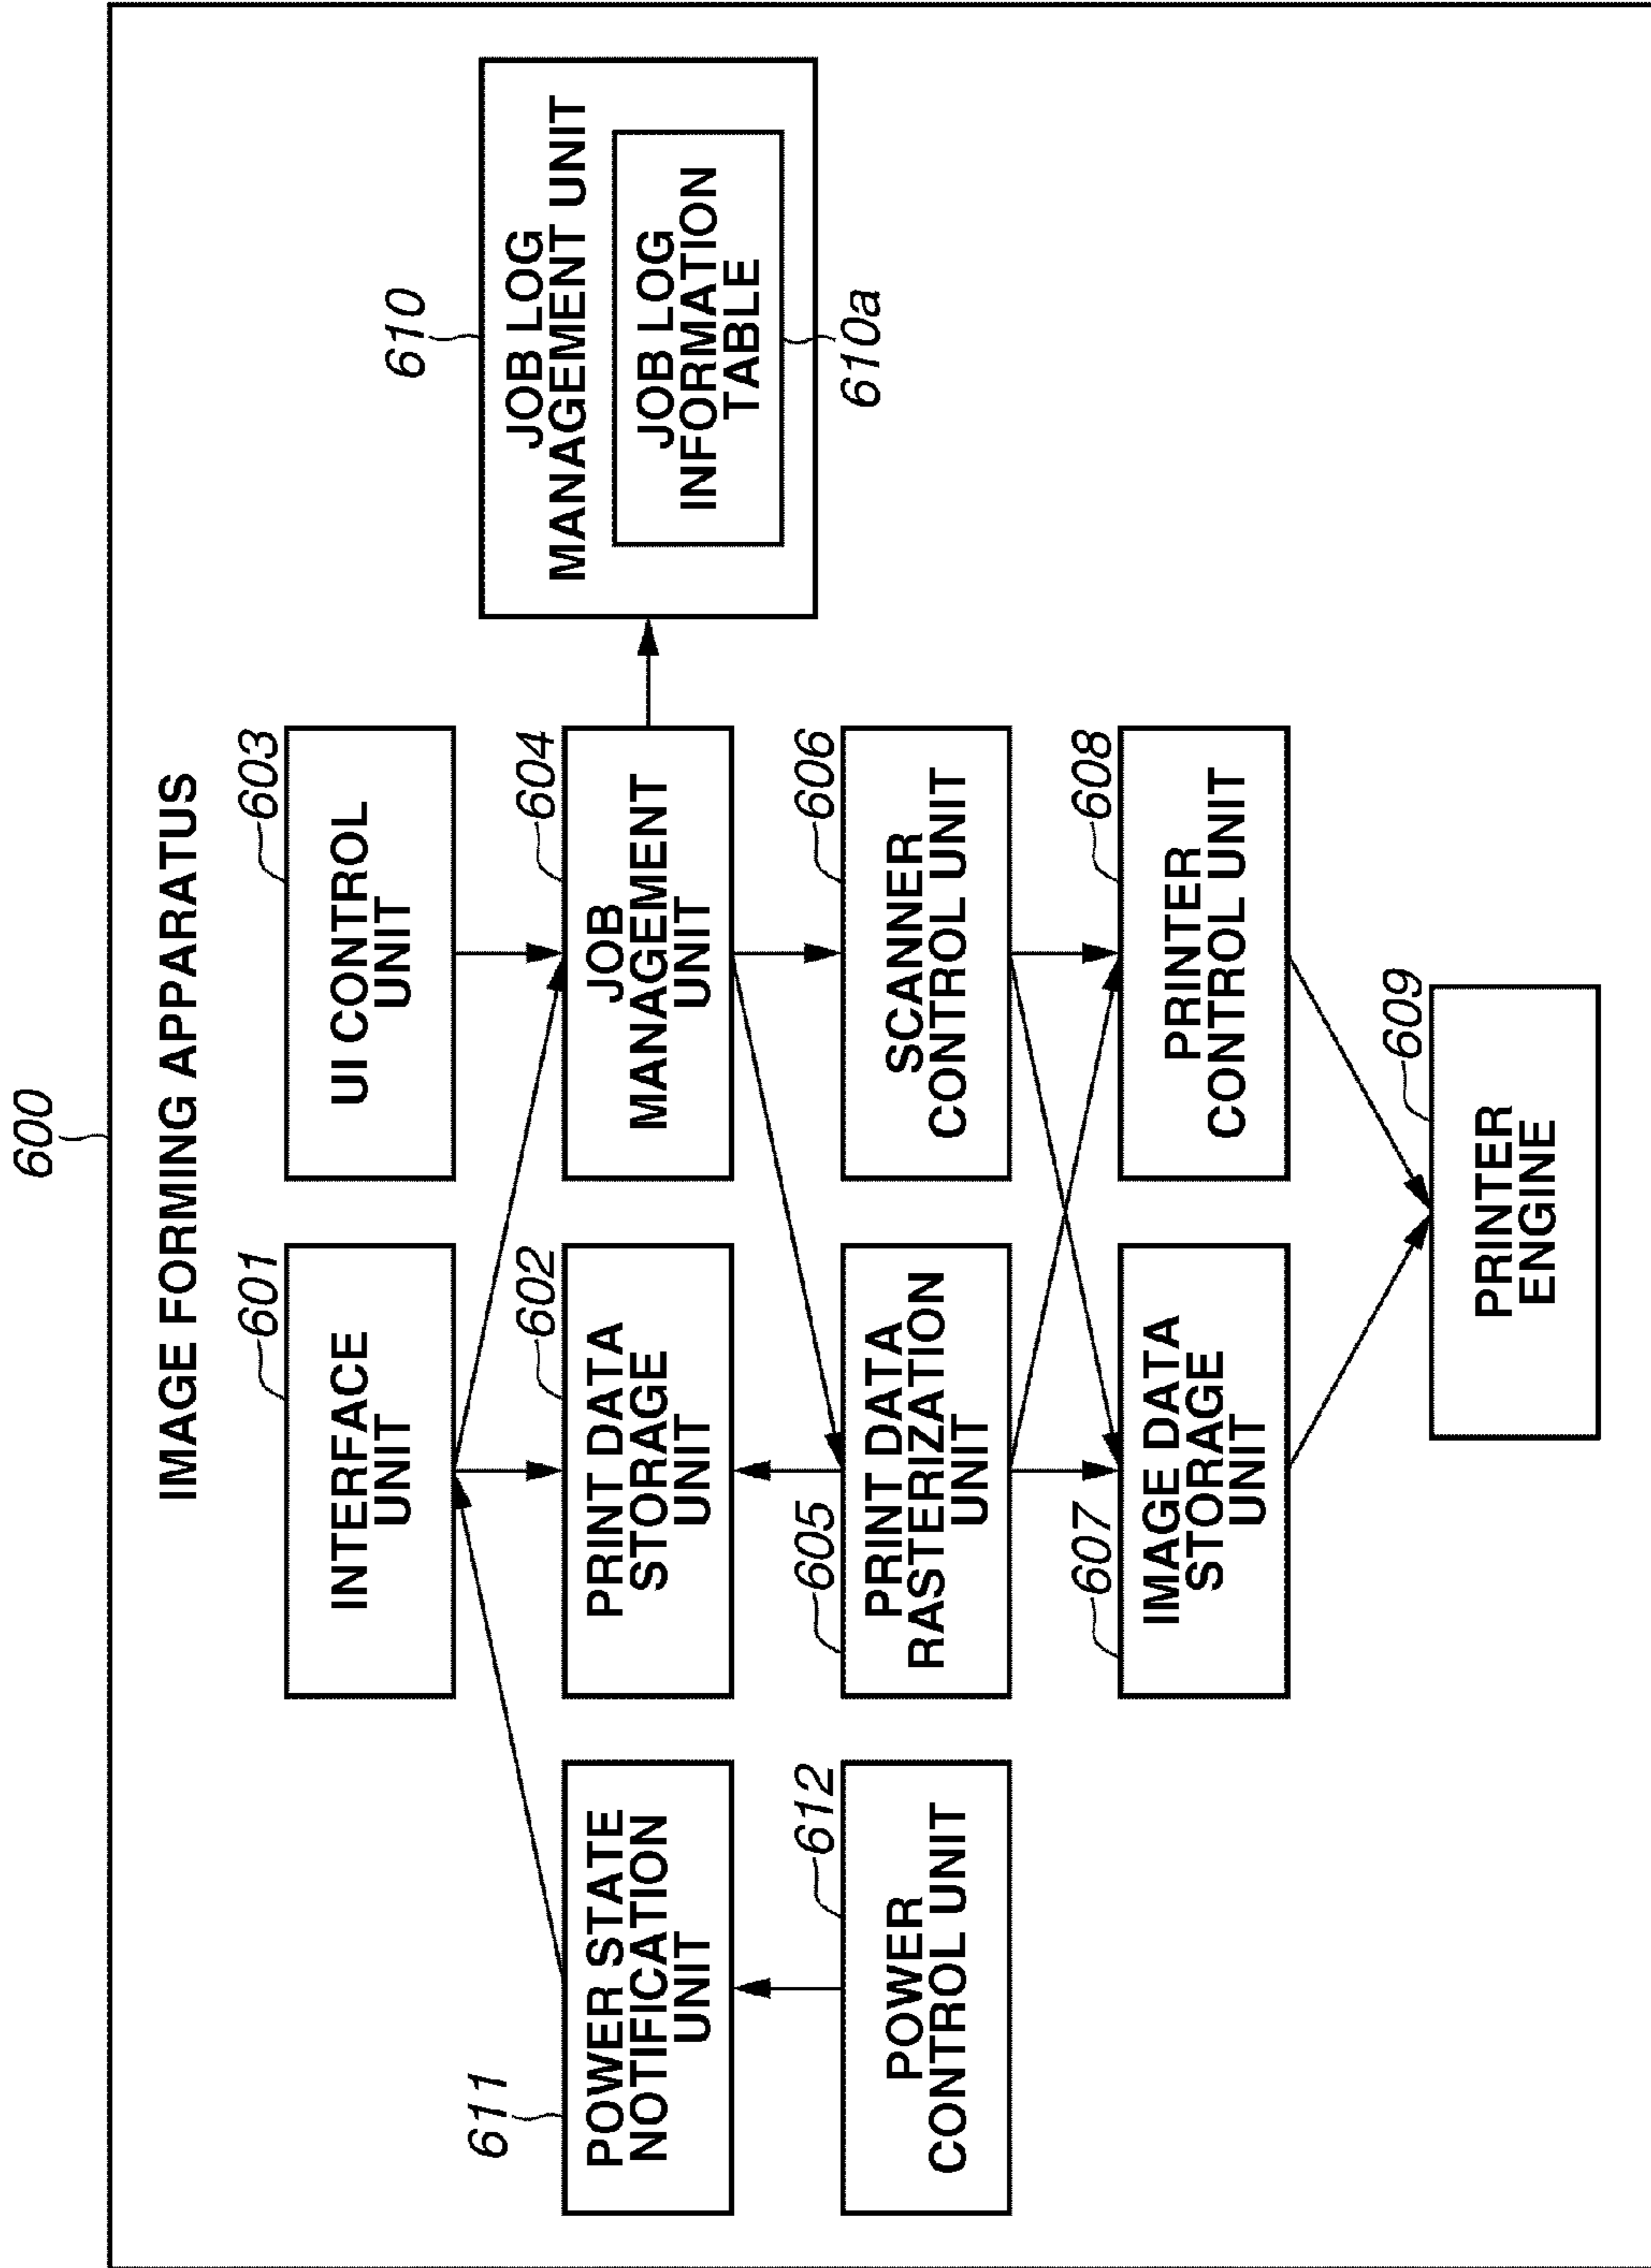 600
IMAGE FORMING APPARATUS
601
INTERFACE
UNIT
603
UI CONTROL
UNIT
611
POWER STATE
NOTIFICATION
UNIT
602
PRINT DATA
STORAGE
UNIT
604
JOB
MANAGEMENT
UNIT
610
JOB LOG
MANAGEMENT UNIT
JOB LOG
INFORMATION
TABLE
610a
612
POWER
CONTROL UNIT
605
PRINT DATA
RASTERIZATION
UNIT
606
SCANNER
CONTROL UNIT
607
IMAGE DATA
STORAGE
UNIT
608
PRINTER
CONTROL UNIT
609
PRINTER
ENGINE